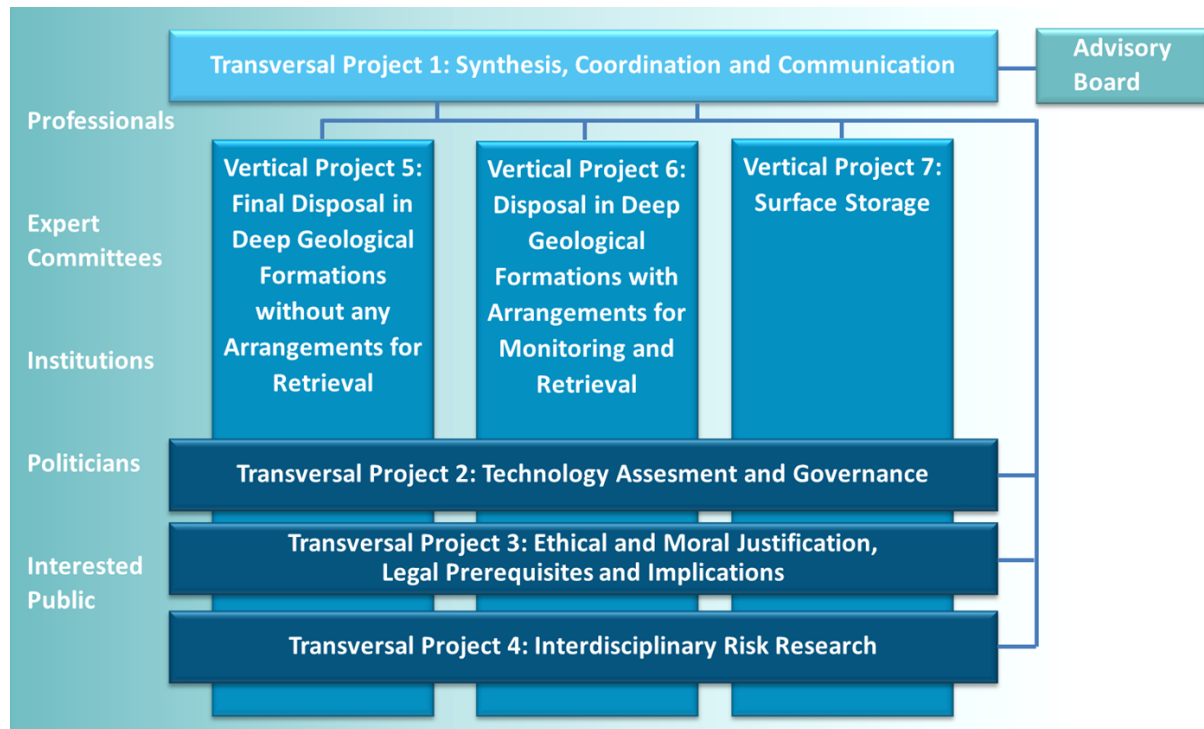 Transversal Project 1: Synthesis, Coordination and Communication
Advisory
Board
Professionals
Expert
Committees
Institutions
Politicians
Interested
Public
Vertical Project 5:
Final Disposal in
Deep Geological
Formations
without any
Arrangements for
Retrieval
Vertical Project 6:
Disposal in Deep
Geological
Formations with
Arrangements for
Monitoring and
Retrieval
Vertical Project 7:
Surface Storage
Transversal Project 2: Technology Assesment and Governance
Transversal Project 3: Ethical and Moral Justification,
Legal Prerequisites and Implications
Transversal Project 4: Interdisciplinary Risk Research